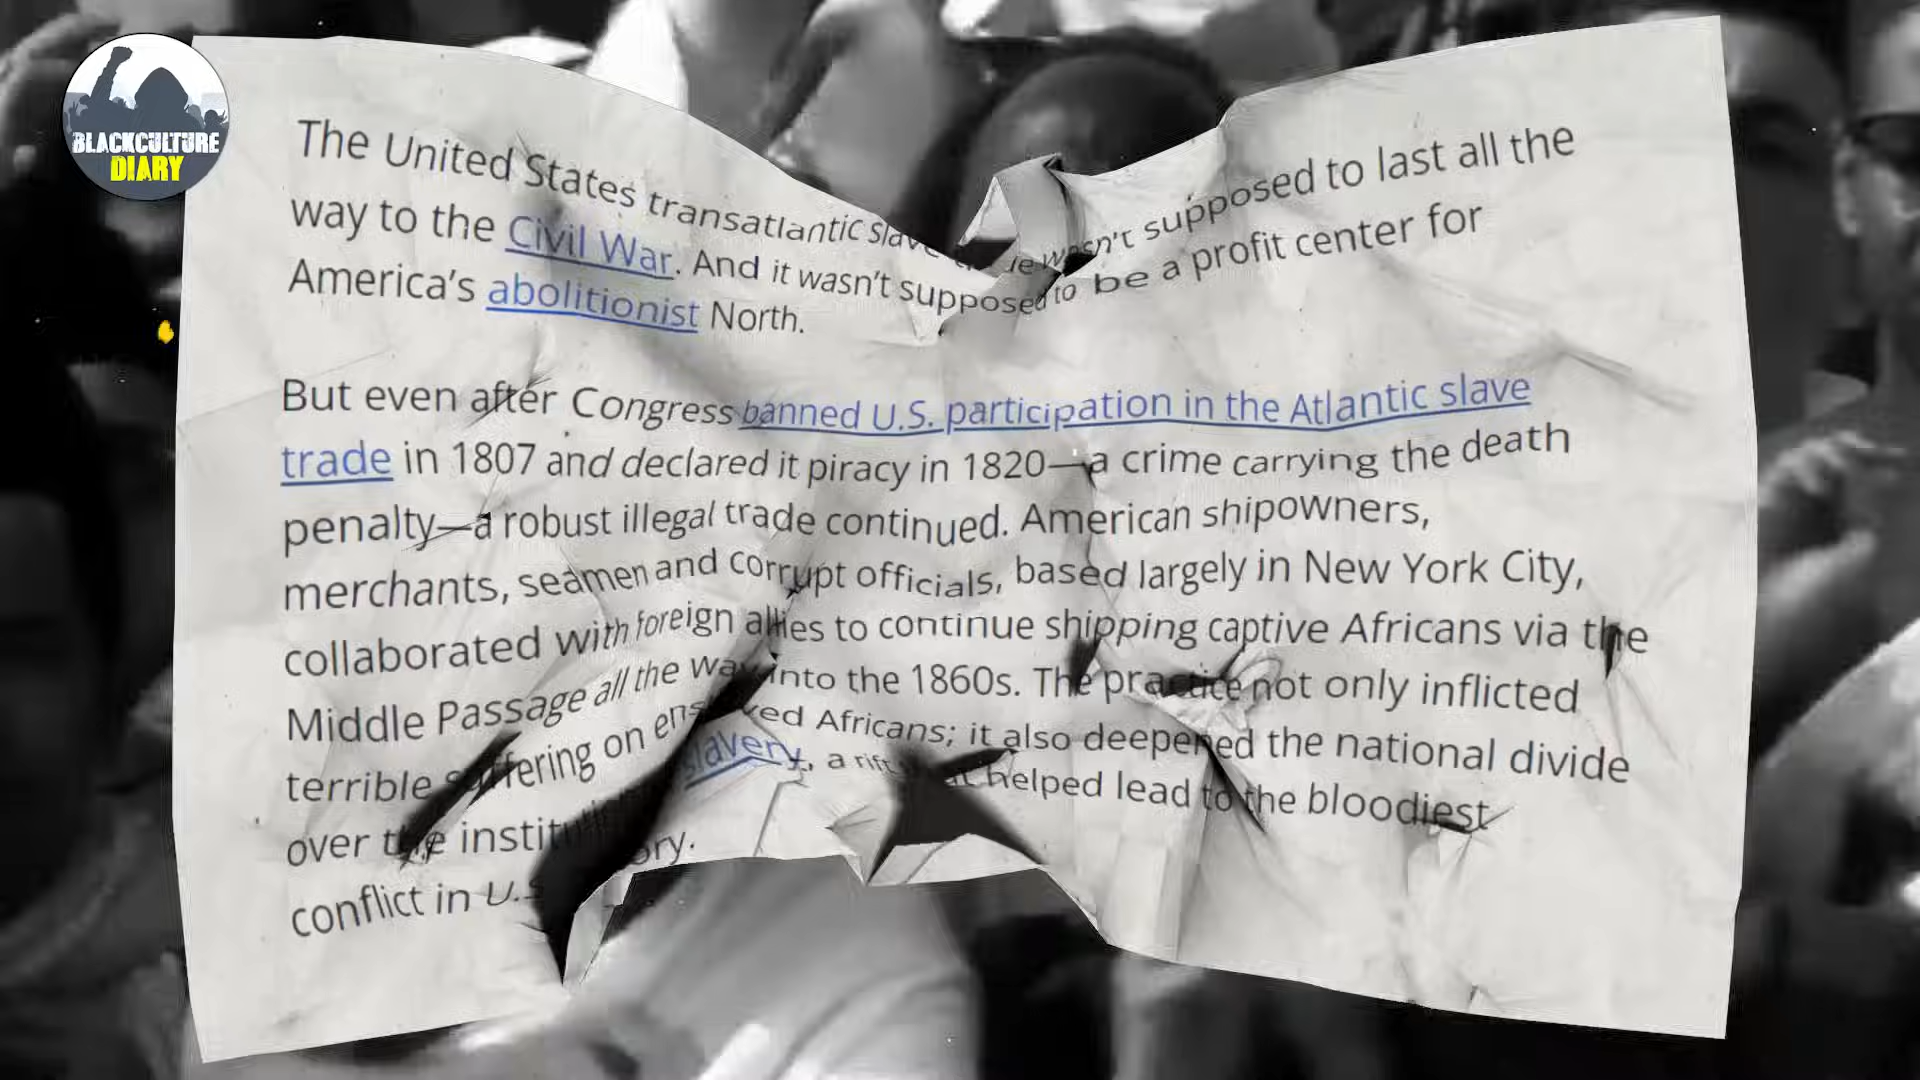 BLACKCULTURE
DIARY
The United States transatlantic slave wasn't supposed to last all the
way to the Civil War. And it wasn't supposed to be a profit center for
America's abolitionist North.
But even after Congress banned U.S. participation in the Atlantic slave
trade in 1807 and declared it piracy in 1820—a crime carrying the death
penalty—a robust illegal trade continued. American shipowners,
merchants, seamen and corrupt officials, based largely in New York City,
collaborated with foreign allies to continue shipping captive Africans via the
Middle Passage all the way into the 1860s. The practice not only inflicted
terrible suffering on enslaved Africans; it also deepened the national divide
over the slavery, a rift that helped lead to the bloodiest
conflict in U.S.